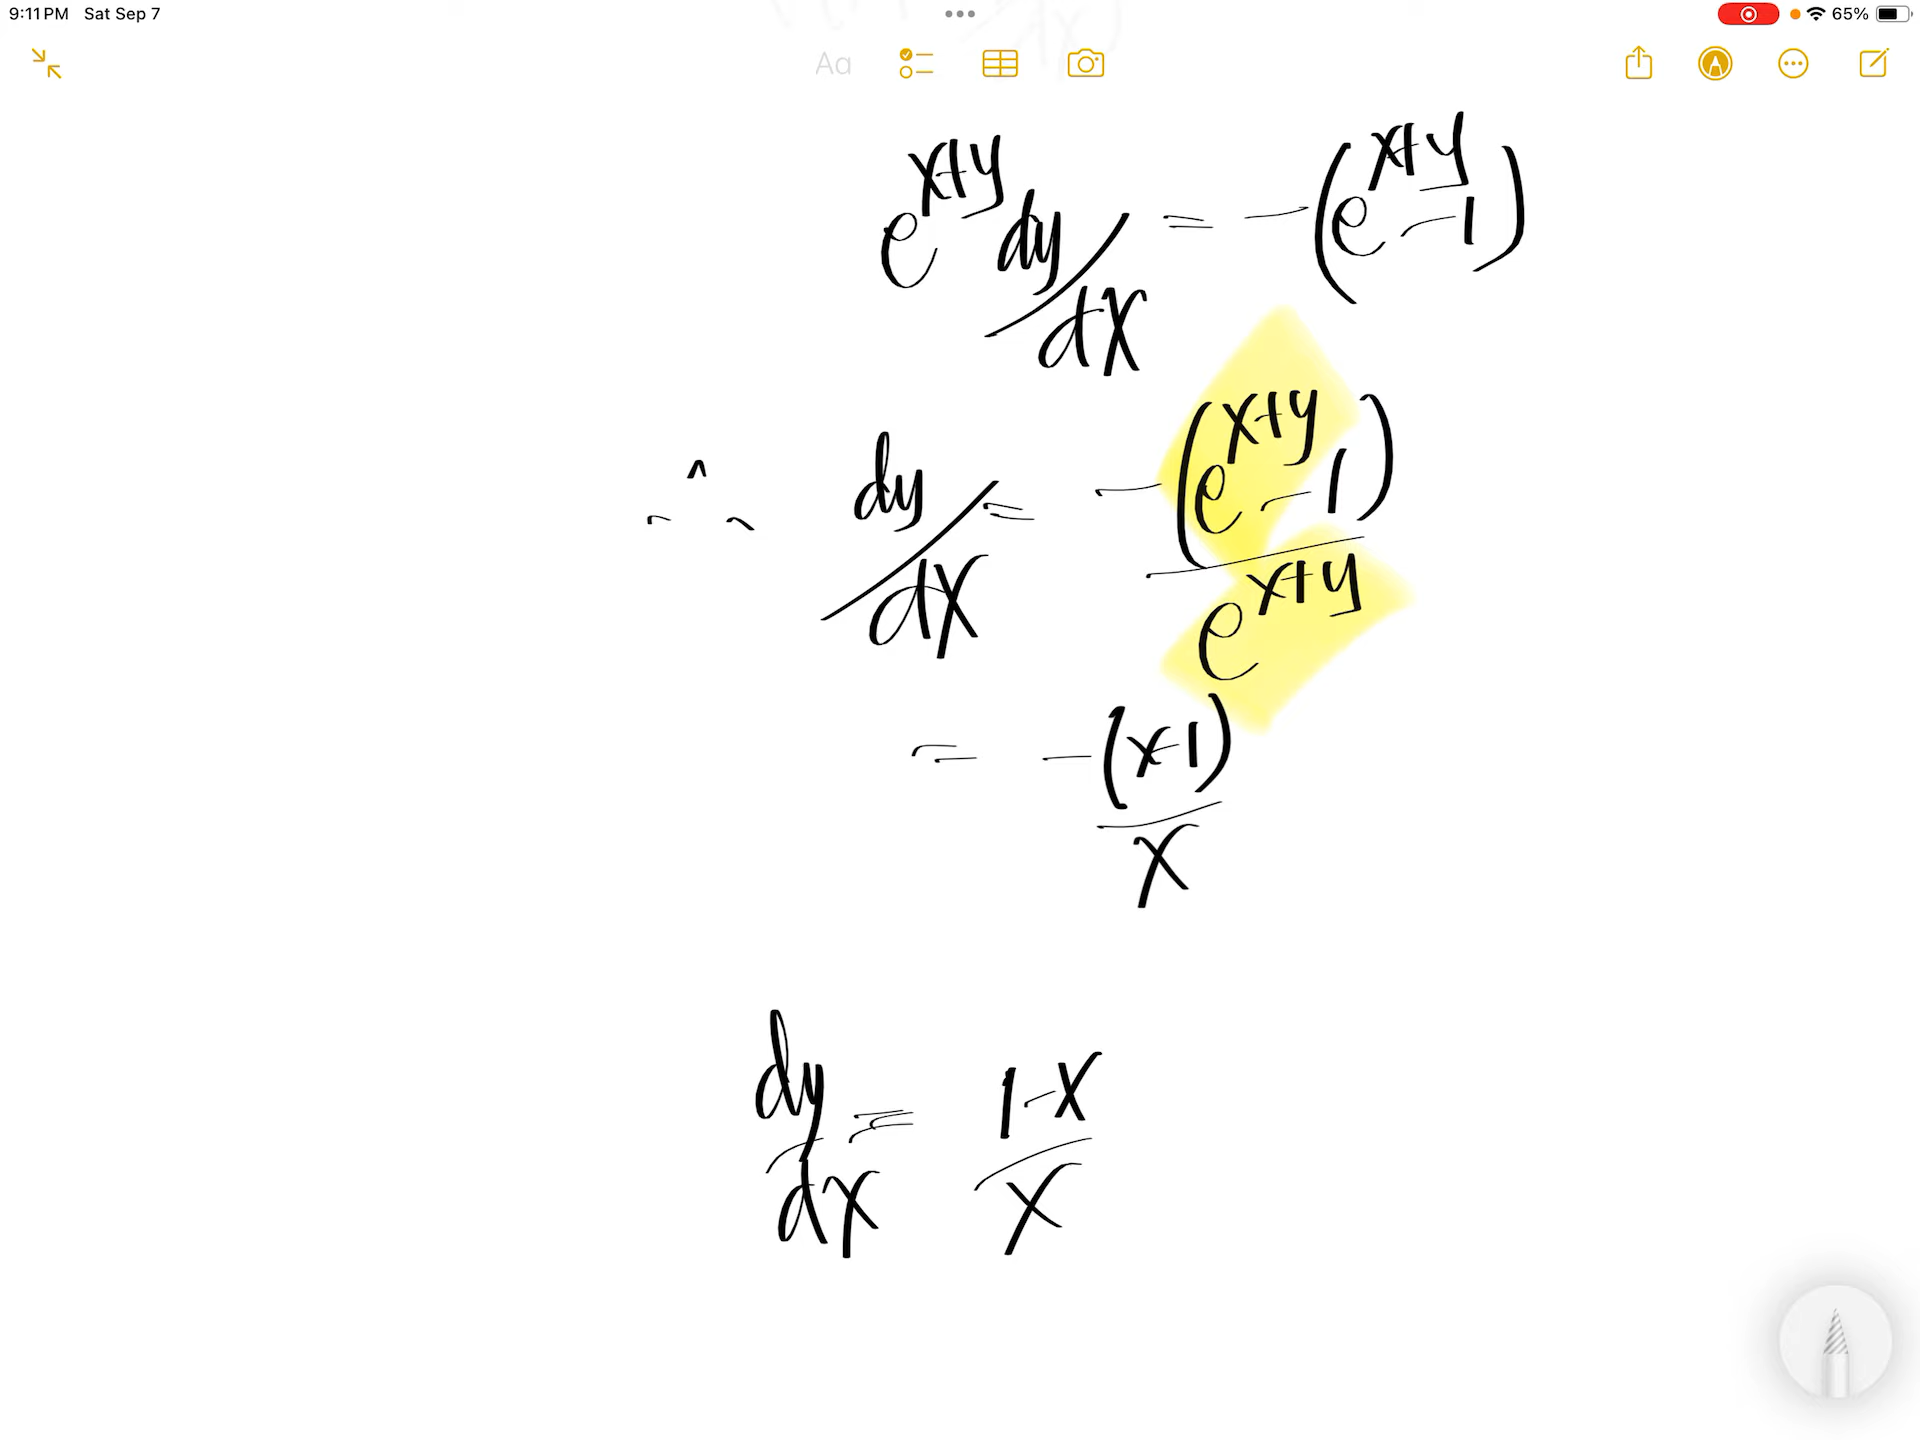 9:11 PM Sat Sep 7
65%
Aa
e^{x+y} dy/dx = -(e^{x+y} - 1)
∴ dy/dx = -(e^{x+y} - 1)/e^{x+y}
= -(x-1)/x
dy/dx = (1-x)/x